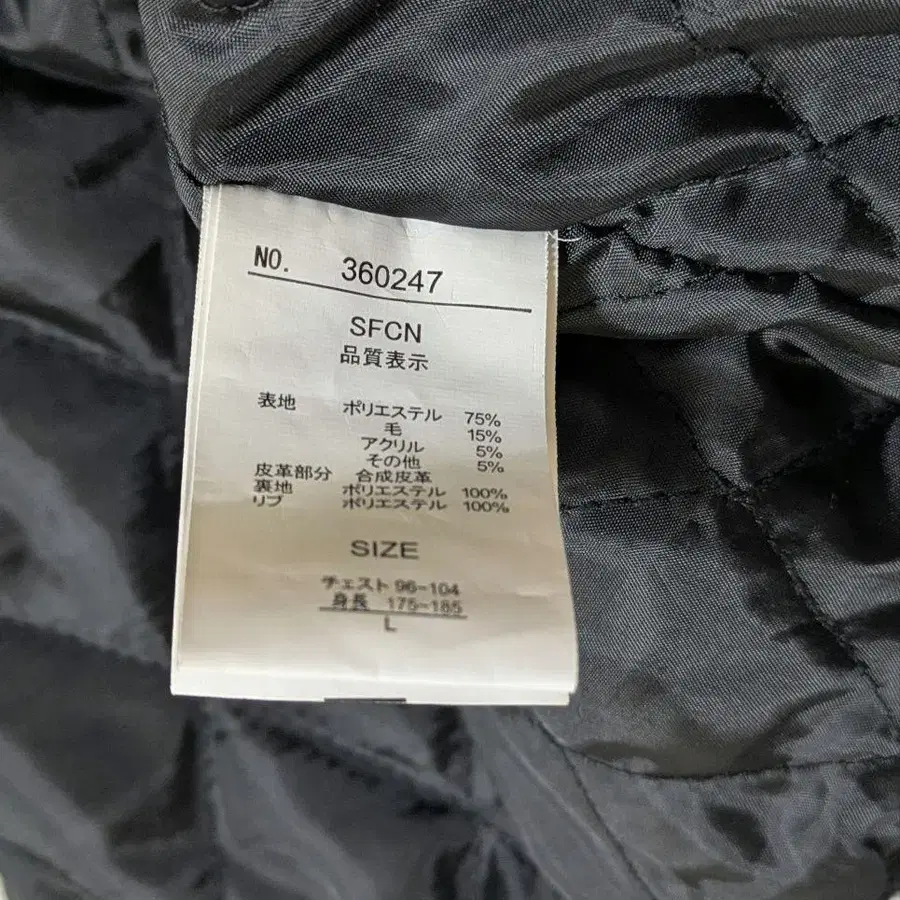 NO. 360247
SFCN
品質表示
表地 ポリエステル 75%
毛 15%
アクリル 5%
その他 5%
皮革部分 合成皮革
裏地 ポリエステル 100%
リブ ポリエステル 100%
SIZE
チェスト 96-104
身長 175-185
L